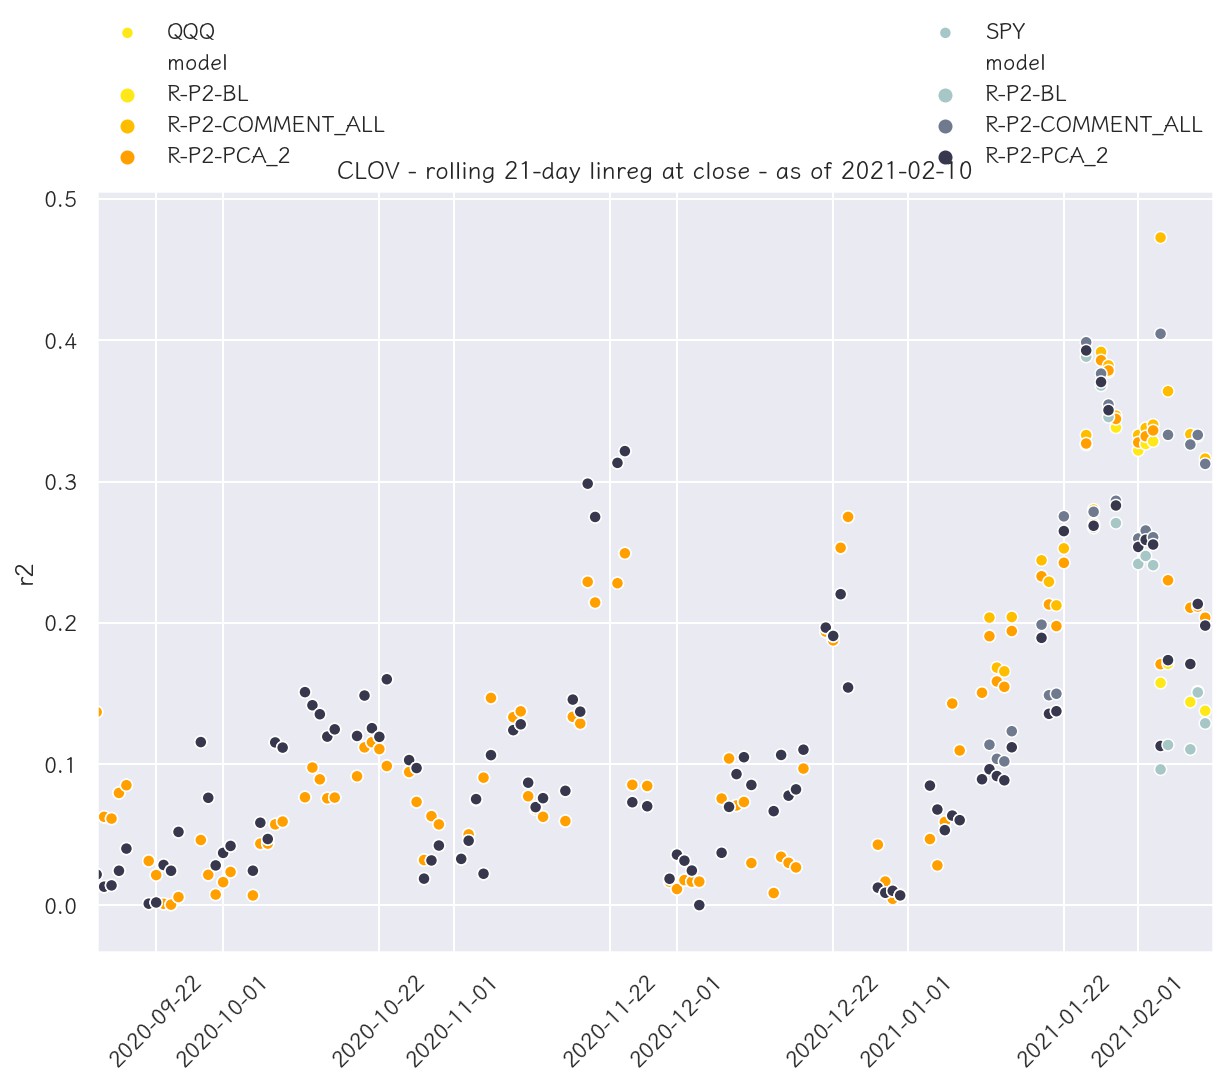 QQQ
model
R-P2-BL
R-P2-COMMENT_ALL
R-P2-PCA_2
SPY
model
R-P2-BL
R-P2-COMMENT_ALL
R-P2-PCA_2
CLOV - rolling 21-day linreg at close - as of 2021-02-10
0.5
0.4
0.3
0.2
0.1
0.0
r2
2020-09-22
2020-10-01
2020-10-22
2020-11-01
2020-11-22
2020-12-01
2020-12-22
2021-01-01
2021-01-22
2021-02-01